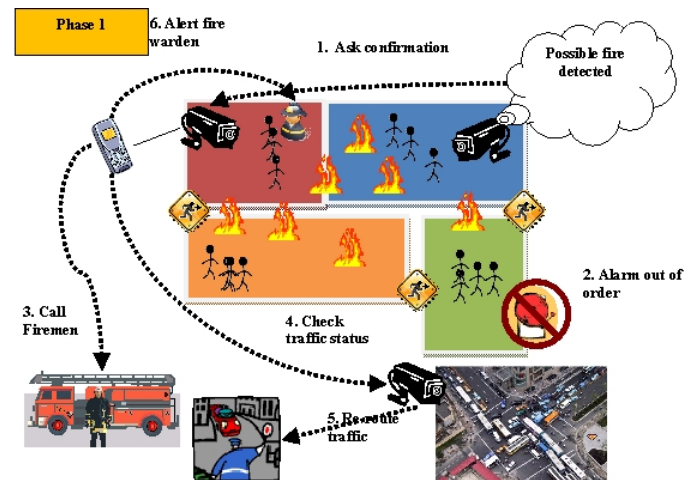 Phase 1
6. Alert fire
warden
1. Ask confirmation
Possible fire
detected
2. Alarm out of
order
3. Call
Firemen
4. Check
traffic status
5. Re-route
traffic